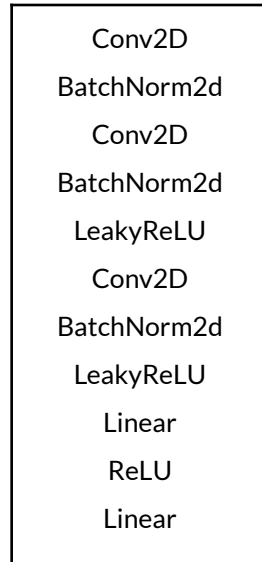 Conv2D
BatchNorm2d
Conv2D
BatchNorm2d
LeakyReLU
Conv2D
BatchNorm2d
LeakyReLU
Linear
ReLU
Linear